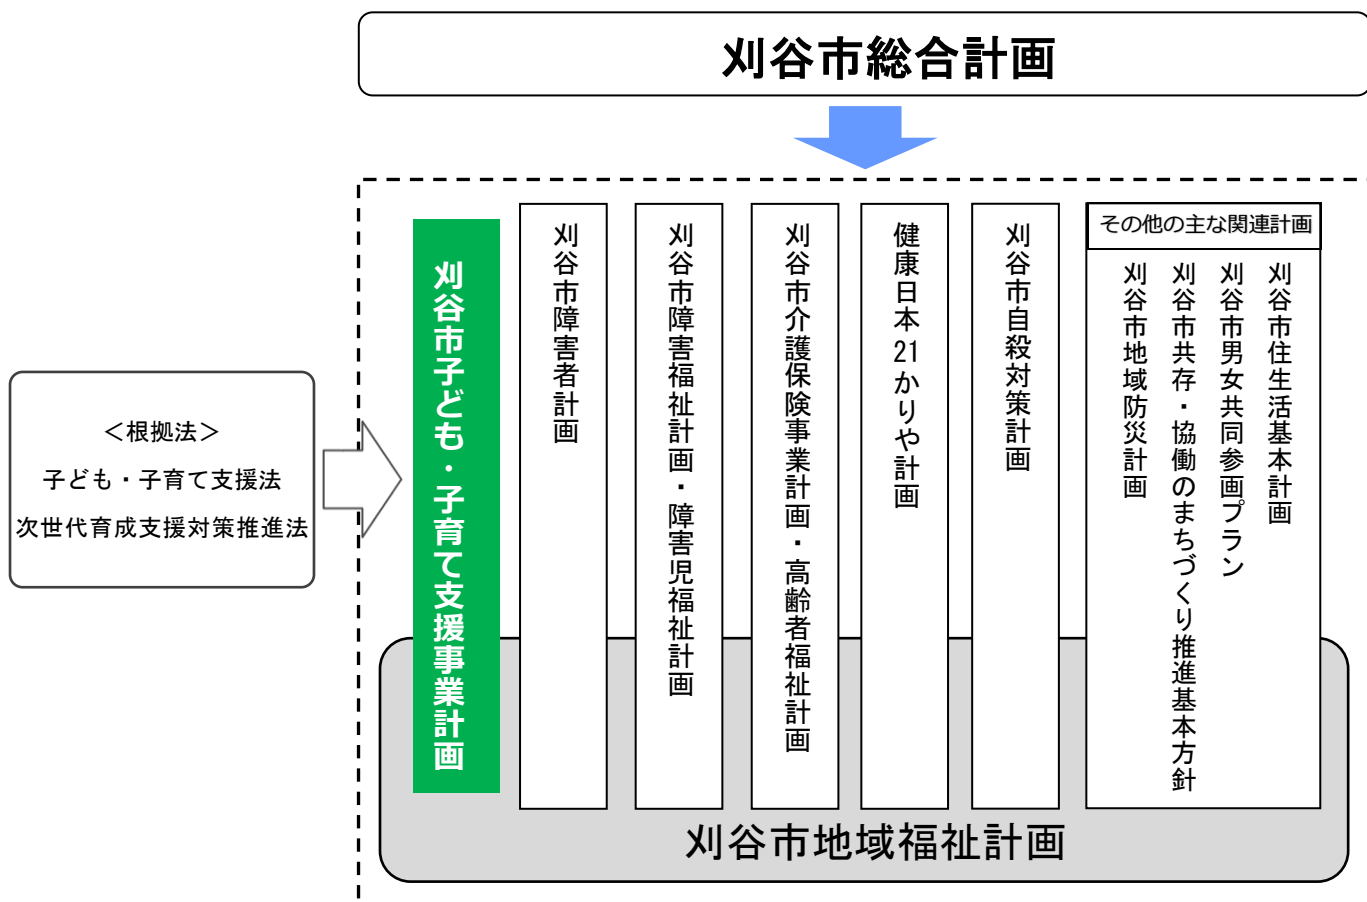 刈谷市総合計画
＜根拠法＞
子ども・子育て支援法
次世代育成支援対策推進法
刈谷市子ども・子育て支援事業計画
刈谷市障害者計画
刈谷市障害福祉計画・障害児福祉計画
刈谷市介護保険事業計画・高齢者福祉計画
健康日本21かりや計画
刈谷市自殺対策計画
その他の主な関連計画
刈谷市住生活基本計画
刈谷市男女共同参画プラン
刈谷市共存・協働のまちづくり推進基本方針
刈谷市地域防災計画
刈谷市地域福祉計画